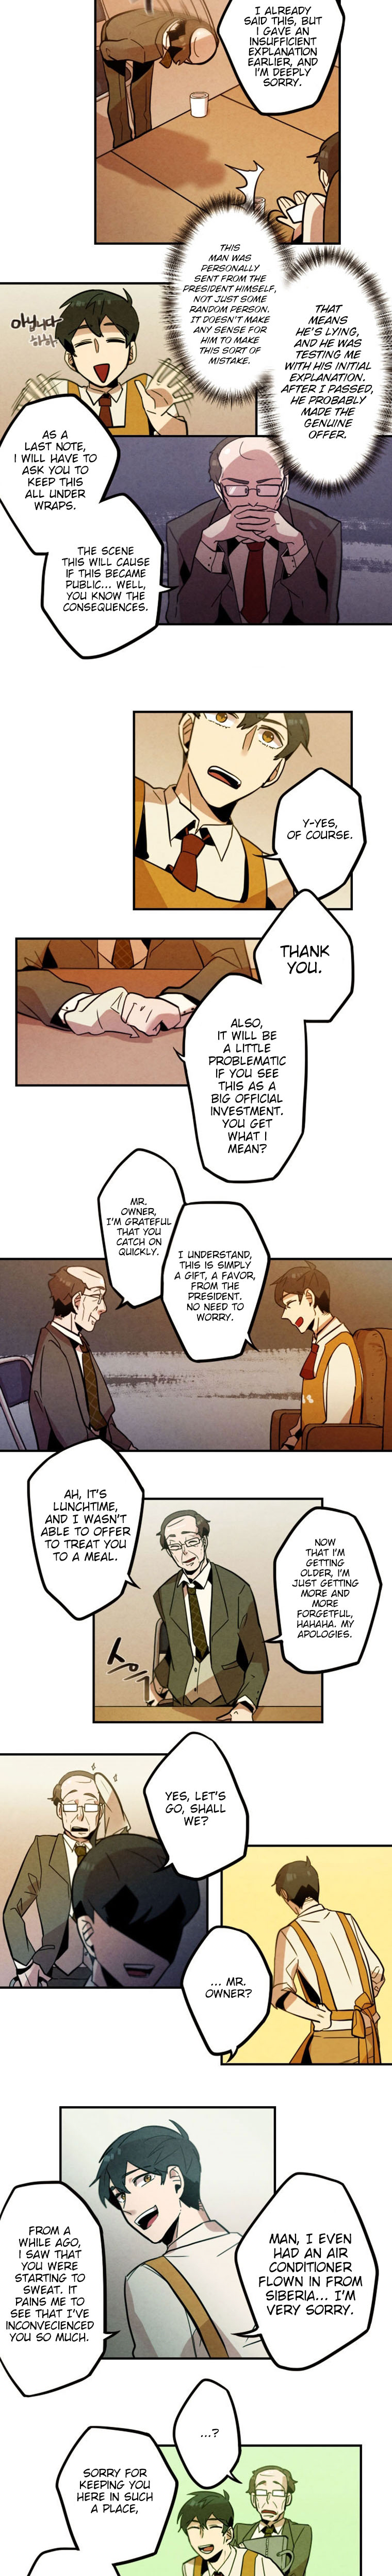 I ALREADY
SAID THIS, BUT
I GAVE AN
INSUFFICIENT
EXPLANATION
EARLIER, AND
I'M DEEPLY
SORRY.
THIS
MAN WAS
PERSONALLY
SENT FROM THE
PRESIDENT HIMSELF,
NOT JUST SOME
RANDOM PERSON.
IT DOESN'T MAKE
ANY SENSE FOR
HIM TO MAKE
THIS SORT OF
MISTAKE.
THAT
MEANS
HE'S LYING,
AND HE WAS
TESTING ME
WITH HIS INITIAL
EXPLANATION.
AFTER I PASSED,
HE PROBABLY
MADE THE
GENUINE
OFFER.
아닙니다
하하
AS A
LAST NOTE,
I WILL HAVE TO
ASK YOU TO
KEEP THIS
ALL UNDER
WRAPS.
THE SCENE
THIS WILL CAUSE
IF THIS BECAME
PUBLIC... WELL,
YOU KNOW THE
CONSEQUENCES.
Y-YES,
OF COURSE.
THANK
YOU.
ALSO,
IT WILL BE
A LITTLE
PROBLEMATIC
IF YOU SEE
THIS AS A
BIG OFFICIAL
INVESTMENT.
YOU GET
WHAT I
MEAN?
MR.
OWNER,
I'M GRATEFUL
THAT YOU
CATCH ON
QUICKLY.
I UNDERSTAND,
THIS IS SIMPLY
A GIFT, A FAVOR,
FROM THE
PRESIDENT.
NO NEED TO
WORRY.
AH, IT'S
LUNCHTIME,
AND I WASN'T
ABLE TO OFFER
TO TREAT YOU
TO A MEAL.
NOW
THAT I'M
GETTING
OLDER, I'M
JUST GETTING
MORE AND
MORE
FORGETFUL,
HAHAHA. MY
APOLOGIES.
YES, LET'S
GO, SHALL
WE?
... MR.
OWNER?
MAN, I EVEN
HAD AN AIR
CONDITIONER
FLOWN IN FROM
SIBERIA... I'M
VERY SORRY.
FROM A
WHILE AGO,
I SAW THAT
YOU WERE
STARTING TO
SWEAT. IT
PAINS ME TO
SEE THAT I'VE
INCONVECIENCED
YOU SO MUCH.
...?
SORRY FOR
KEEPING YOU
HERE IN SUCH
A PLACE,